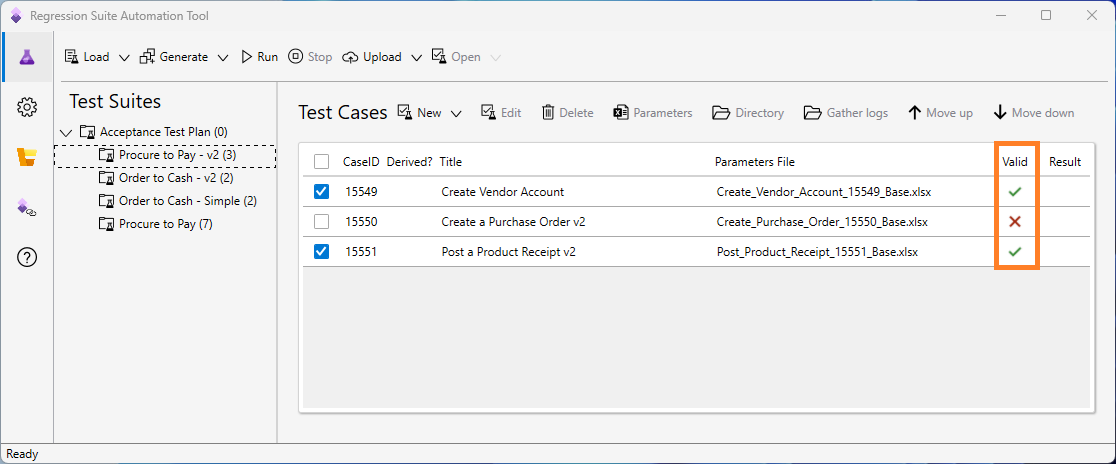 Regression Suite Automation Tool
Load Generate Run Stop Upload Open
Test Suites
Acceptance Test Plan (0)
Procure to Pay - v2 (3)
Order to Cash - v2 (2)
Order to Cash - Simple (2)
Procure to Pay (7)
Test Cases New Edit Delete Parameters Directory Gather logs Move up Move down
CaseID Derived? Title Parameters File Valid Result
15549 Create Vendor Account Create_Vendor_Account_15549_Base.xlsx
15550 Create a Purchase Order v2 Create_Purchase_Order_15550_Base.xlsx
15551 Post a Product Receipt v2 Post_Product_Receipt_15551_Base.xlsx
Ready